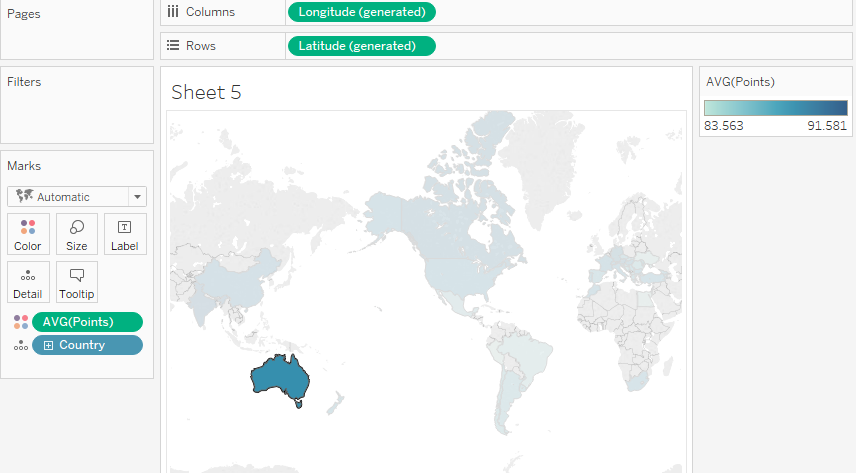 Pages
Columns
Longitude (generated)
Rows
Latitude (generated)
Filters
Marks
Automatic
Color
Size
Label
T
Detail
Tooltip
AVG(Points)
Country
Sheet 5
AVG(Points)
83.563 91.581